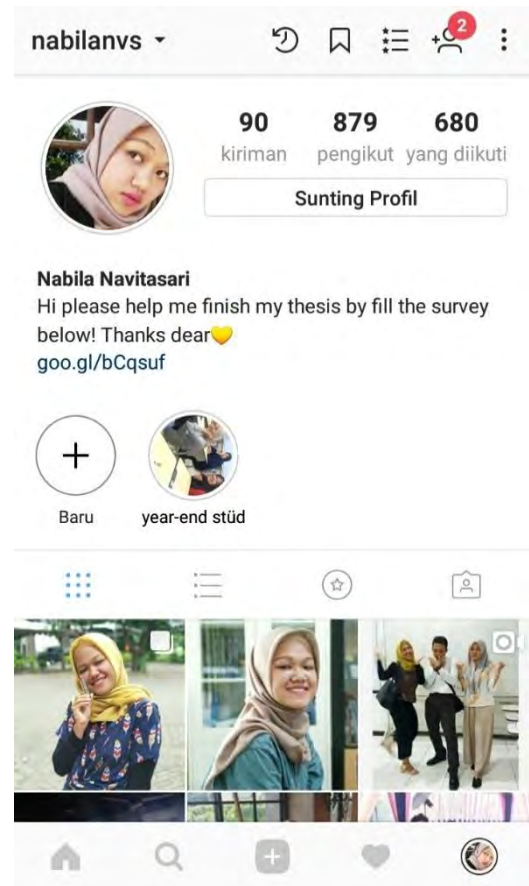 nabilanvs
2
90 879 680
kiriman pengikut yang diikuti
Sunting Profil
Nabila Navitasari
Hi please help me finish my thesis by fill the survey
below! Thanks dear💛
goo.gl/bCqsuf
Baru year-end stüd